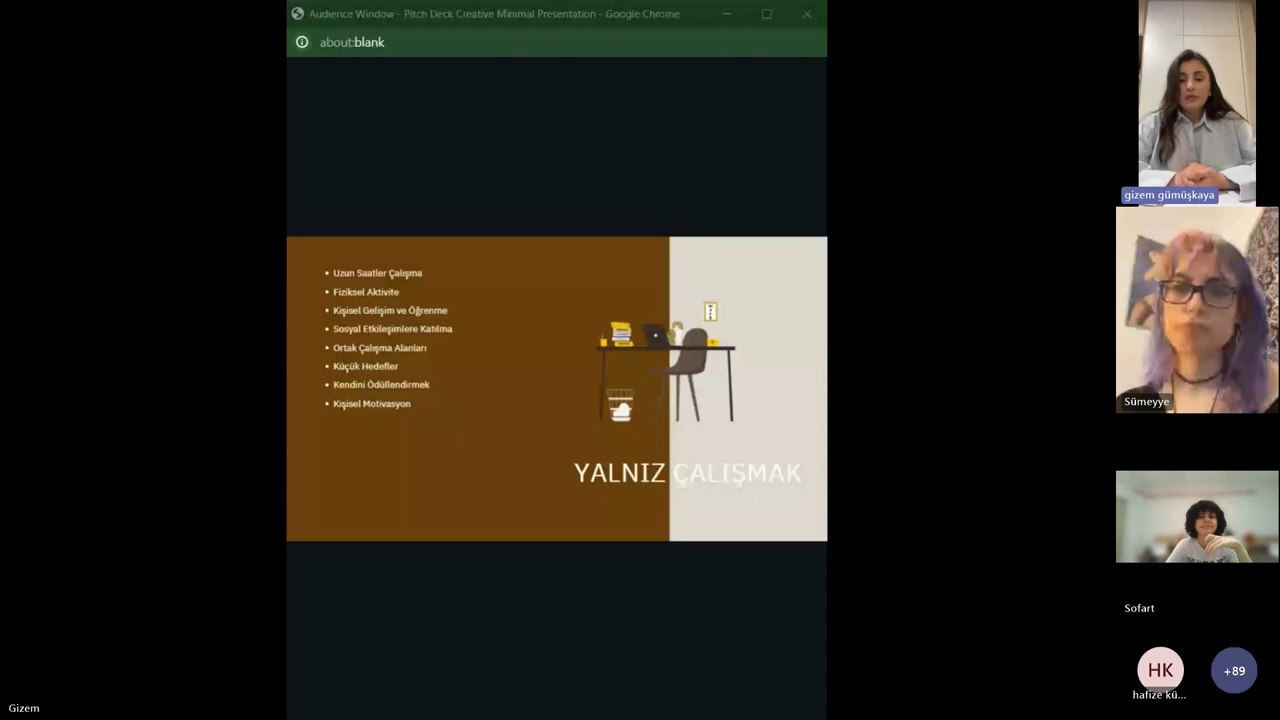 Audience Window - Pitch Deck Creative Minimal Presentation - Google Chrome
about:blank
• Uzun Saatler Çalışma
• Fiziksel Aktivite
• Kişisel Gelişim ve Öğrenme
• Sosyal Etkileşimlere Katılma
• Ortak Çalışma Alanları
• Küçük Hedefler
• Kendini Ödüllendirmek
• Kişisel Motivasyon
YALNIZ ÇALIŞMAK
gizem gümüşkaya
Sümeyye
Sofart
HK
+89
hafize kü...
Gizem